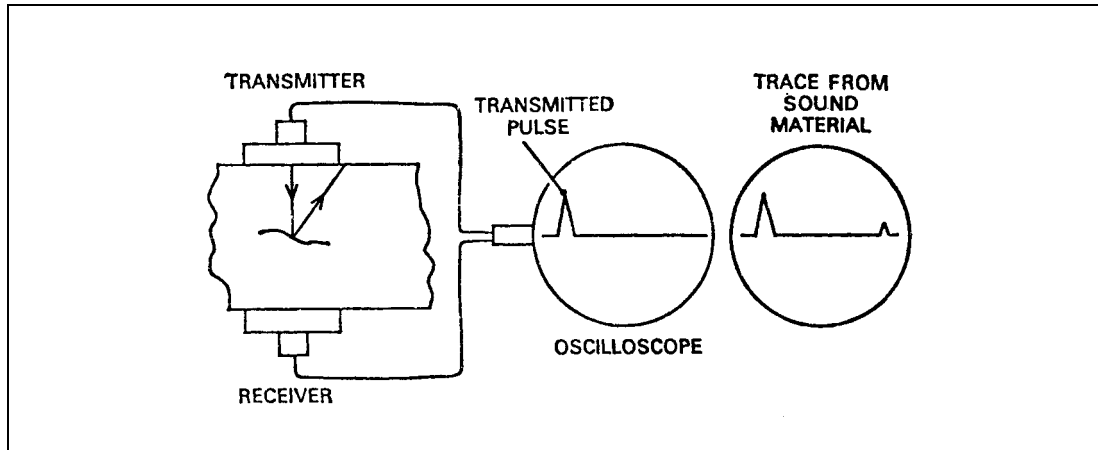 TRANSMITTER
TRANSMITTED
PULSE
TRACE FROM
SOUND
MATERIAL
OSCILLOSCOPE
RECEIVER